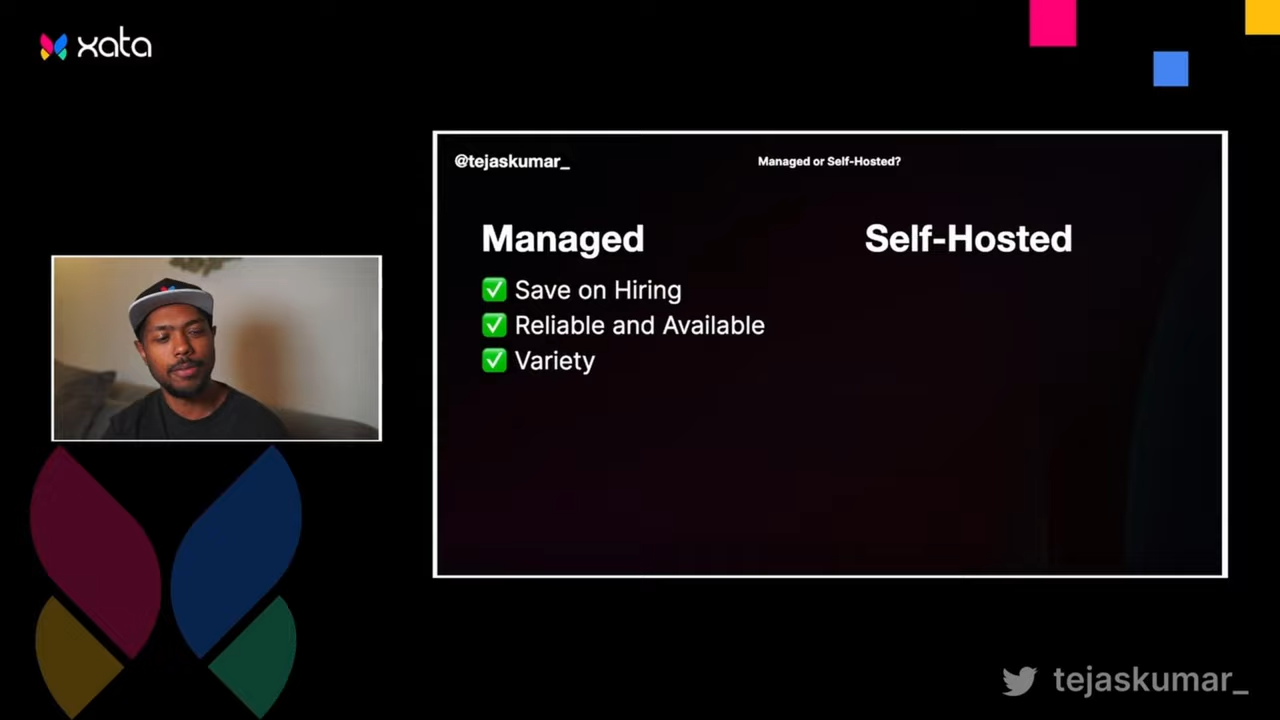 xata
@tejaskumar_
Managed or Self-Hosted?
Managed
✅ Save on Hiring
✅ Reliable and Available
✅ Variety
Self-Hosted
tejaskumar_